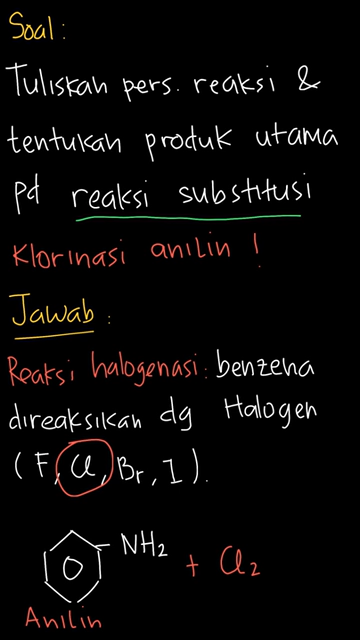 Soal :
Tuliskan pers. reaksi &
tentukan produk utama
pd reaksi substitusi
Klorinasi anilin !
Jawab :
Reaksi halogenasi : benzena
direaksikan dg Halogen
(F, Cl, Br, I).
NH2 + Cl2
Anilin